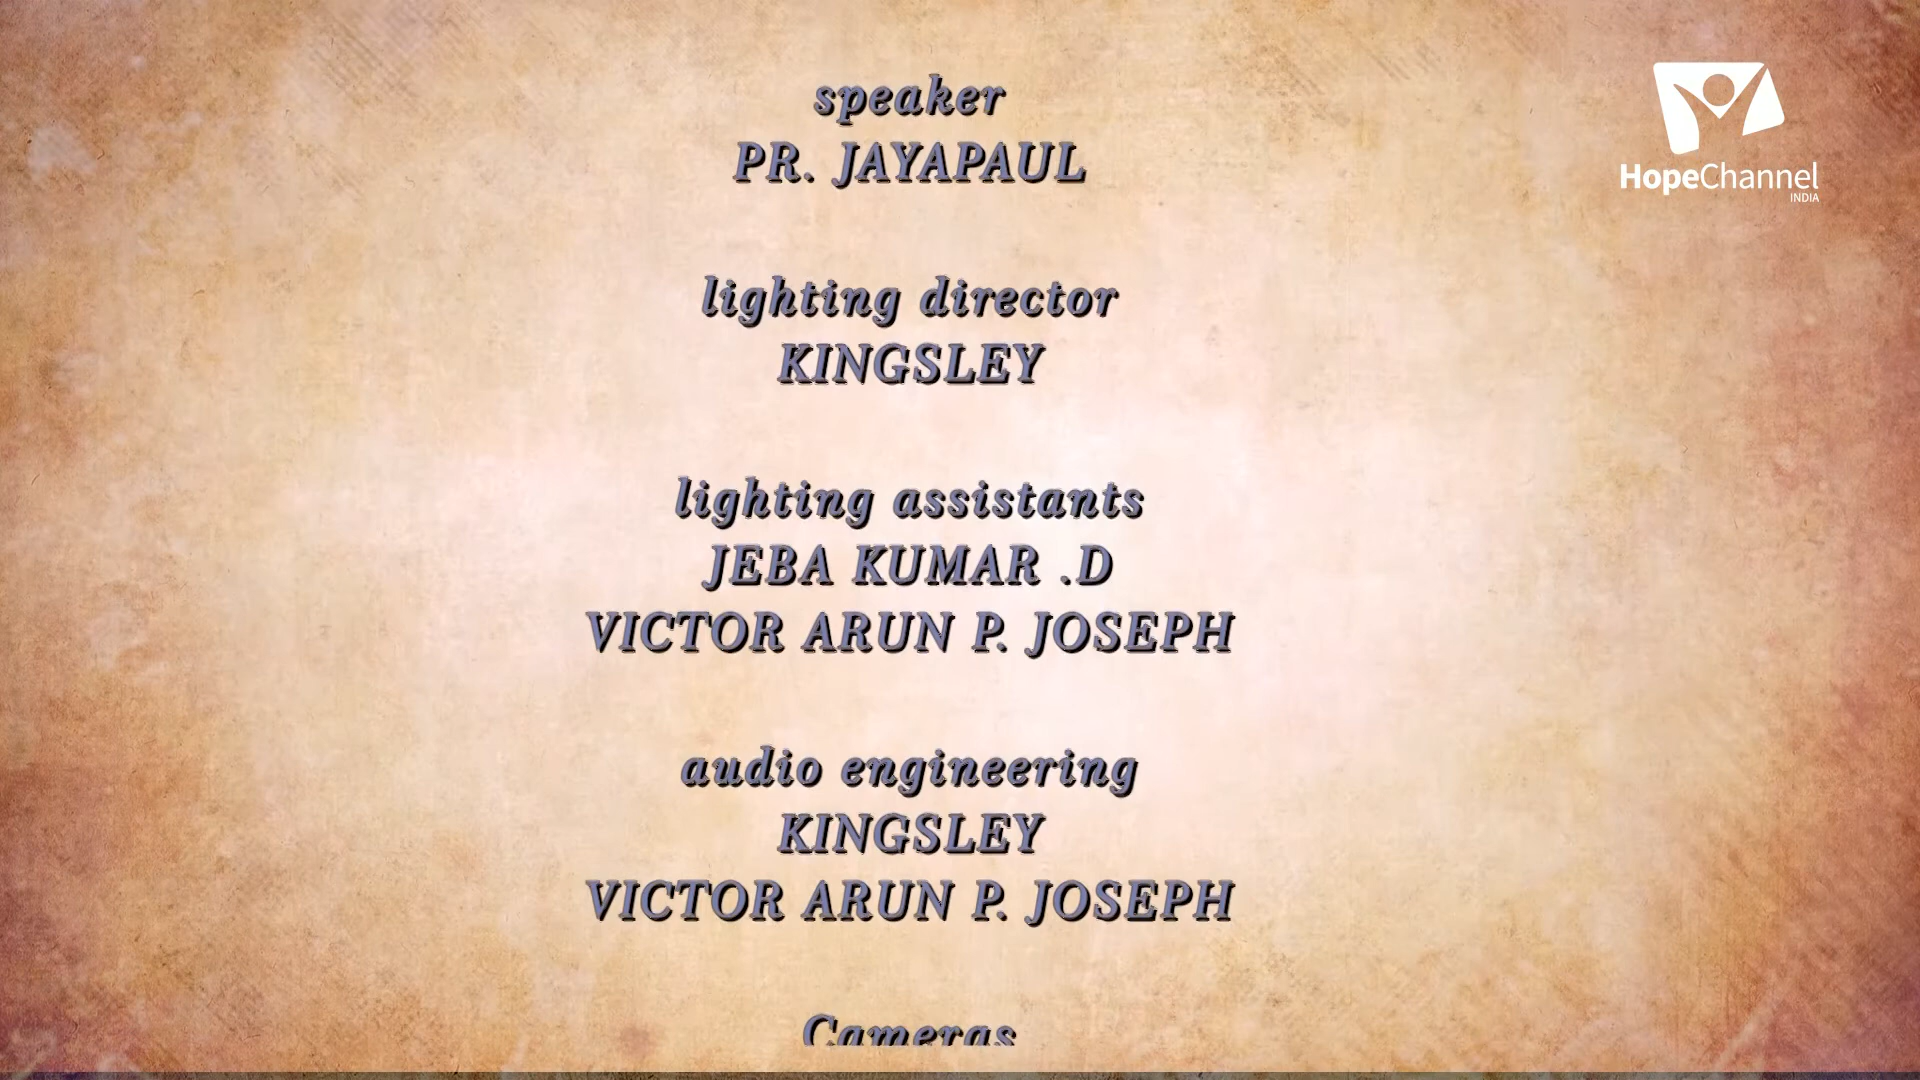 speaker
PR. JAYAPAUL
HopeChannel
INDIA
lighting director
KINGSLEY
lighting assistants
JEBA KUMAR .D
VICTOR ARUN P. JOSEPH
audio engineering
KINGSLEY
VICTOR ARUN P. JOSEPH
Cameras